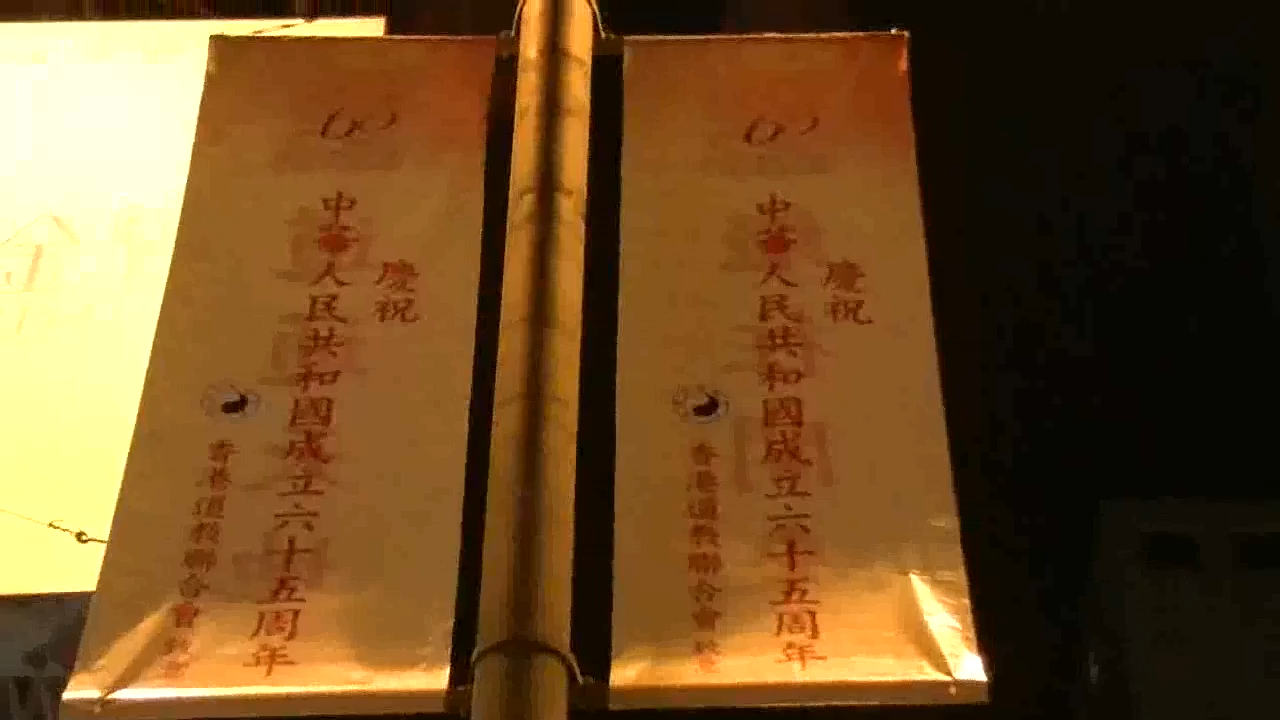 慶祝
中華人民共和國成立六十五周年
香港道教聯合會
慶祝
中華人民共和國成立六十五周年
香港道教聯合會